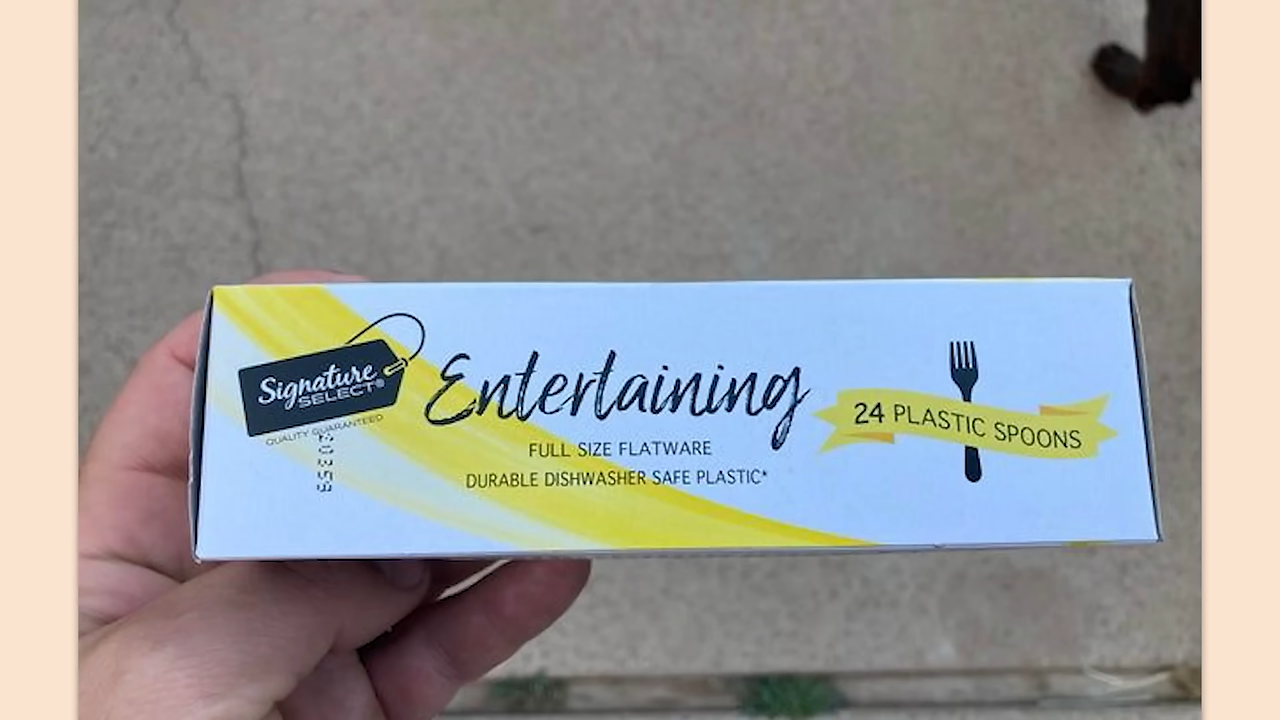 Signature
SELECT®
QUALITY GUARANTEED
Entertaining
FULL SIZE FLATWARE
DURABLE DISHWASHER SAFE PLASTIC*
24 PLASTIC SPOONS